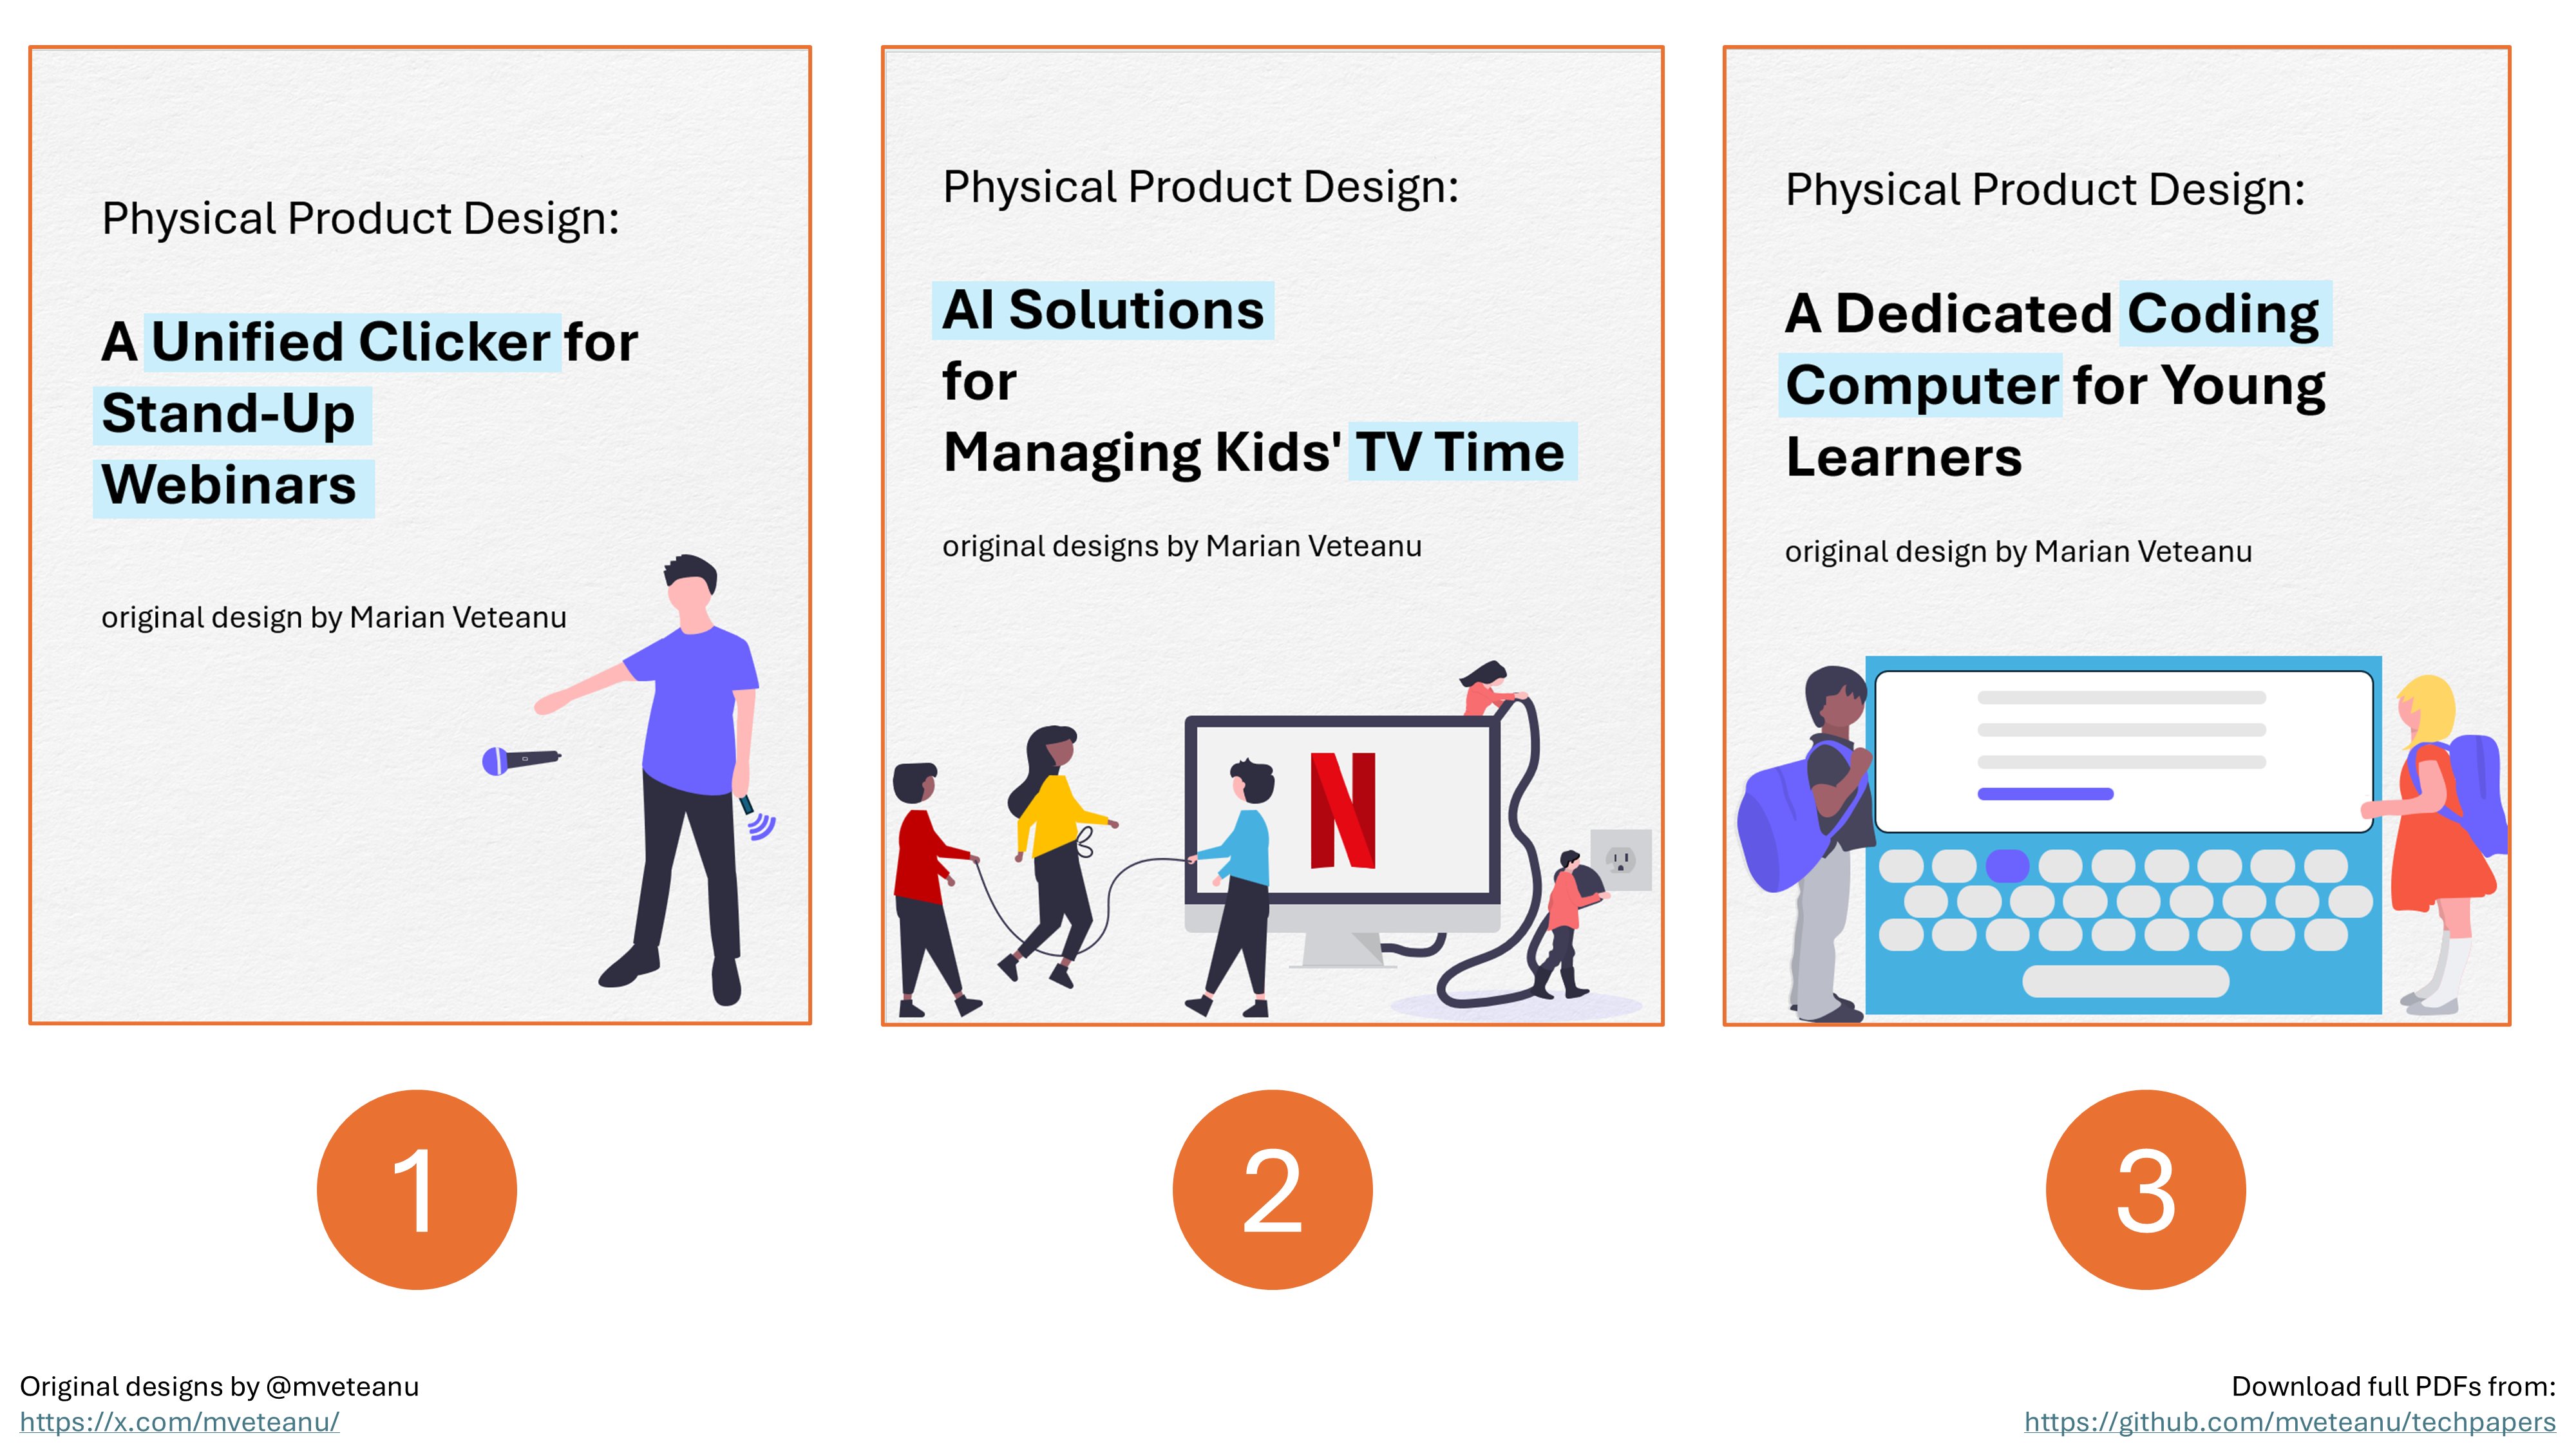 Physical Product Design:
A Unified Clicker for
Stand-Up
Webinars
original design by Marian Veteanu
Physical Product Design:
AI Solutions
for
Managing Kids' TV Time
original designs by Marian Veteanu
N
Physical Product Design:
A Dedicated Coding
Computer for Young
Learners
original design by Marian Veteanu
1
2
3
Original designs by @mveteanu
https://x.com/mveteanu/
Download full PDFs from:
https://github.com/mveteanu/techpapers